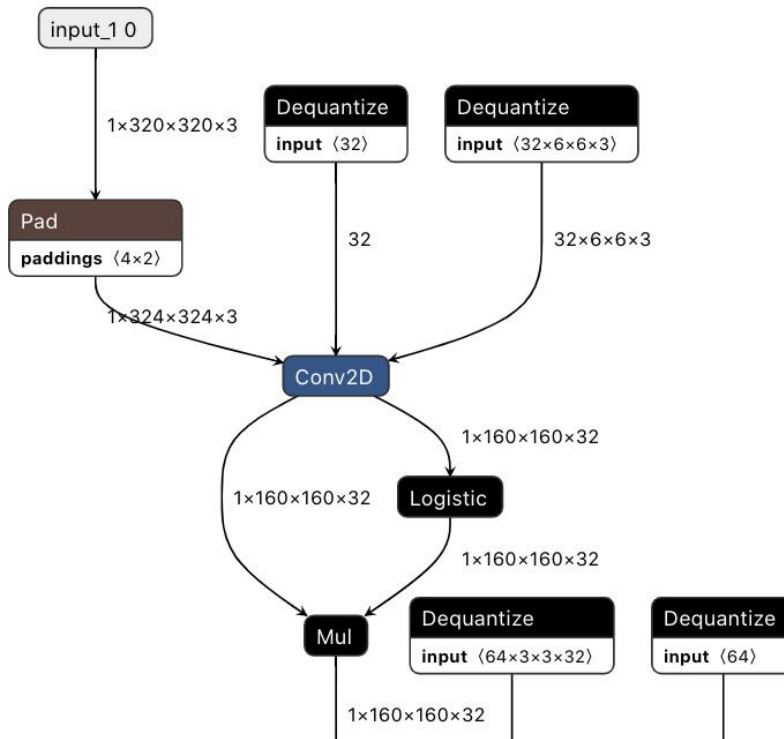 input_1 0
1×320×320×3
Dequantize
input ⟨32⟩
Dequantize
input ⟨32×6×6×3⟩
Pad
paddings ⟨4×2⟩
32
32×6×6×3
1×324×324×3
Conv2D
1×160×160×32
1×160×160×32
Logistic
1×160×160×32
Mul
Dequantize
input ⟨64×3×3×32⟩
Dequantize
input ⟨64⟩
1×160×160×32